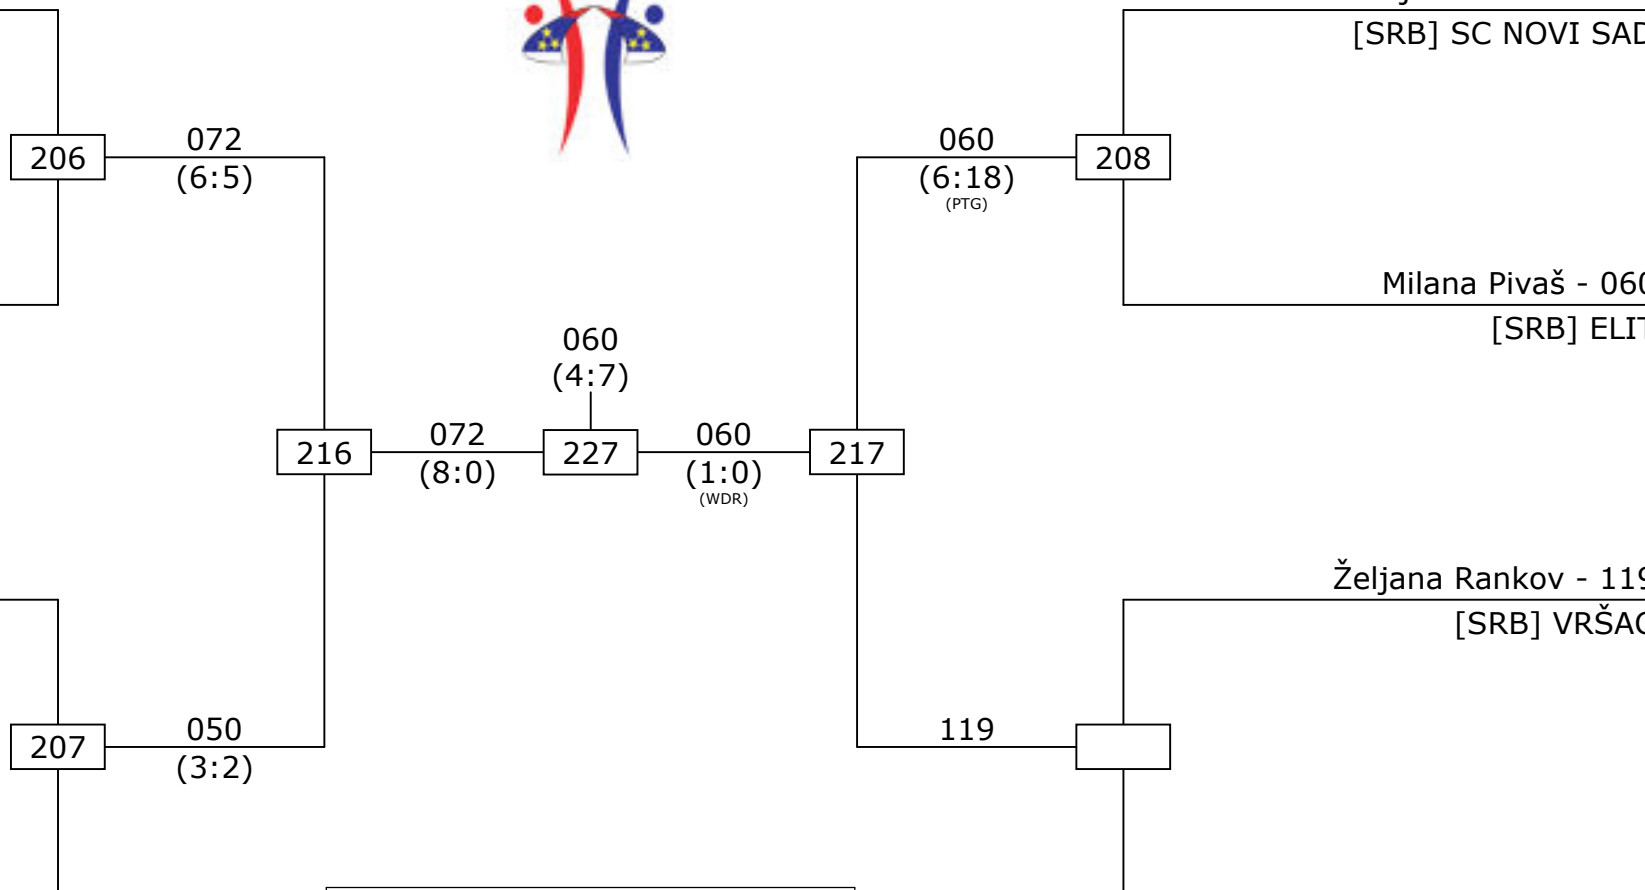 [SRB] SC NOVI SAD
206
072
(6:5)
060
(6:18)
(PTG)
208
Milana Pivaš - 060
[SRB] ELIT
060
(4:7)
216
072
(8:0)
227
060
(1:0)
(WDR)
217
Željana Rankov - 119
[SRB] VRŠAC
207
050
(3:2)
119